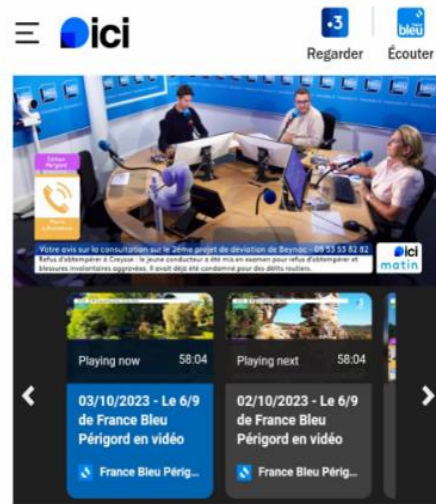 ici
·3
bleu
Regarder
Écouter
Édition
Périgord
Votre avis sur la consultation sur le 2ème projet de déviation de Beynac - 05 53 53 82 82
Refus d'obtempérer à Creysse : le jeune conducteur a été mis en examen pour refus d'obtempérer et
blessures involontaires aggravées. Il avait déjà été condamné pour des délits routiers.
ici
matin
Playing now
58:04
Playing next
58:04
03/10/2023 - Le 6/9
de France Bleu
Périgord en vidéo
02/10/2023 - Le 6/9
de France Bleu
Périgord en vidéo
France Bleu Périg...
France Bleu Périg...